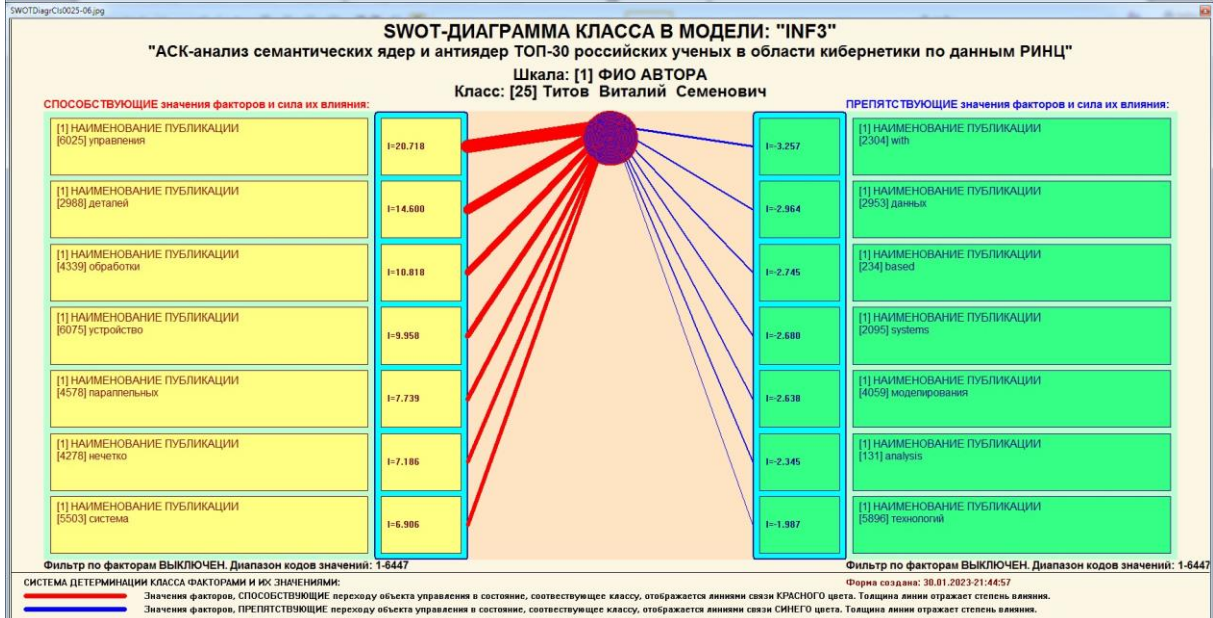 SWOTDiagrCls0025-06.jpg
SWOT-ДИАГРАММА КЛАССА В МОДЕЛИ: "INF3"
"АСК-анализ семантических ядер и антиядер ТОП-30 российских ученых в области кибернетики по данным РИНЦ"
Шкала: [1] ФИО АВТОРА
Класс: [25] Титов Виталий Семенович
СПОСОБСТВУЮЩИЕ значения факторов и сила их влияния:
ПРЕПЯТСТВУЮЩИЕ значения факторов и сила их влияния:
[1] НАИМЕНОВАНИЕ ПУБЛИКАЦИИ
[6025] управления
I=20.718
I=-3.257
[1] НАИМЕНОВАНИЕ ПУБЛИКАЦИИ
[2304] with
[1] НАИМЕНОВАНИЕ ПУБЛИКАЦИИ
[2988] деталей
I=14.600
I=-2.964
[1] НАИМЕНОВАНИЕ ПУБЛИКАЦИИ
[2953] данных
[1] НАИМЕНОВАНИЕ ПУБЛИКАЦИИ
[4339] обработки
I=10.818
I=-2.745
[1] НАИМЕНОВАНИЕ ПУБЛИКАЦИИ
[234] based
[1] НАИМЕНОВАНИЕ ПУБЛИКАЦИИ
[6075] устройство
I=9.958
I=-2.680
[1] НАИМЕНОВАНИЕ ПУБЛИКАЦИИ
[2095] systems
[1] НАИМЕНОВАНИЕ ПУБЛИКАЦИИ
[4578] параллельных
I=7.739
I=-2.638
[1] НАИМЕНОВАНИЕ ПУБЛИКАЦИИ
[4059] моделирования
[1] НАИМЕНОВАНИЕ ПУБЛИКАЦИИ
[4278] нечетко
I=7.186
I=-2.345
[1] НАИМЕНОВАНИЕ ПУБЛИКАЦИИ
[131] analysis
[1] НАИМЕНОВАНИЕ ПУБЛИКАЦИИ
[5503] система
I=6.906
I=-1.987
[1] НАИМЕНОВАНИЕ ПУБЛИКАЦИИ
[5896] технологий
Фильтр по факторам ВЫКЛЮЧЕН. Диапазон кодов значений: 1-6447
Фильтр по факторам ВЫКЛЮЧЕН. Диапазон кодов значений: 1-6447
СИСТЕМА ДЕТЕРМИНАЦИИ КЛАССА ФАКТОРАМИ И ИХ ЗНАЧЕНИЯМИ:
Форма создана: 30.01.2023-21:44:57
Значения факторов, СПОСОБСТВУЮЩИЕ переходу объекта управления в состояние, соотвествующее классу, отображается линиями связи КРАСНОГО цвета. Толщина линии отражает степень влияния.
Значения факторов, ПРЕПЯТСТВУЮЩИЕ переходу объекта управления в состояние, соотвествующее классу, отображается линиями связи СИНЕГО цвета. Толщина линии отражает степень влияния.